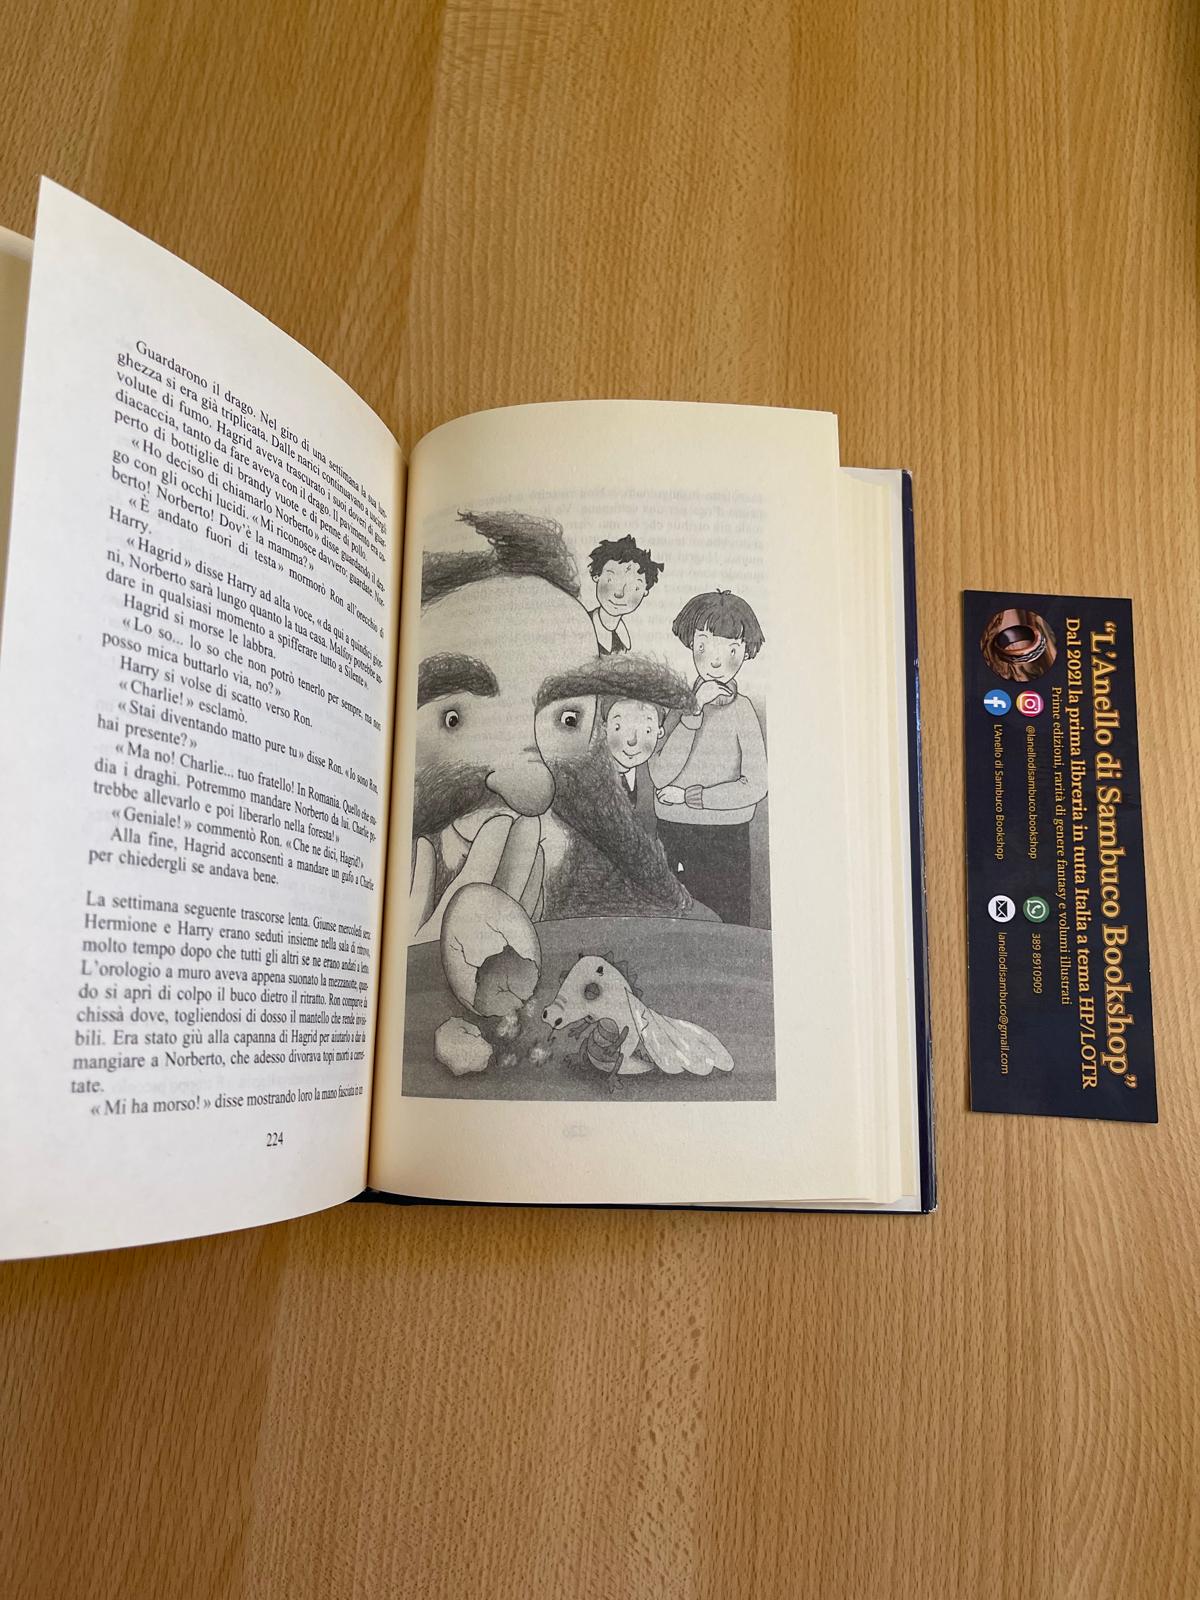 Guardarono il drago. Nel giro di una settimana la sua lun-
ghezza si era già triplicata. Dalle narici continuavano a uscirgli
volute di fumo. Hagrid aveva trascurato i suoi doveri di guar-
diacaccia, tanto da fare aveva con il drago. Il pavimento era co-
perto di bottiglie di brandy vuote e di penne di pollo.
«Ho deciso di chiamarlo Norberto» disse guardando il dra-
go con gli occhi lucidi. «Mi riconosce davvero; guardate. Nor-
berto! Norberto! Dov'è la mamma?»
«È andato fuori di testa» mormorò Ron all'orecchio di
Harry.
«Hagrid» disse Harry ad alta voce, «da qui a quindici gior-
ni, Norberto sarà lungo quanto la tua casa. Malfoy potrebbe an-
dare in qualsiasi momento a spifferare tutto a Silente».
Hagrid si morse le labbra.
«Lo so... lo so che non potrò tenerlo per sempre, ma non
posso mica buttarlo via, no?»
Harry si volse di scatto verso Ron.
«Charlie!» esclamò.
«Stai diventando matto pure tu» disse Ron. «Io sono Ron,
hai presente?»
«Ma no! Charlie... tuo fratello! In Romania. Quello che stu-
dia i draghi. Potremmo mandare Norberto da lui. Charlie po-
trebbe allevarlo e poi liberarlo nella foresta!»
«Geniale!» commentò Ron. «Che ne dici, Hagrid?»
Alla fine, Hagrid acconsentì a mandare un gufo a Charlie
per chiedergli se andava bene.
La settimana seguente trascorse lenta. Giunse mercoledì sera:
Hermione e Harry erano seduti insieme nella sala di ritrovo,
molto tempo dopo che tutti gli altri se ne erano andati a letto.
L'orologio a muro aveva appena suonato la mezzanotte, quan-
do si aprì di colpo il buco dietro il ritratto. Ron comparve da
chissà dove, togliendosi di dosso il mantello che rende invisi-
bili. Era stato giù alla capanna di Hagrid per aiutarlo a dar da
mangiare a Norberto, che adesso divorava topi morti a carret-
tate.
«Mi ha morso!» disse mostrando loro la mano fasciata in un
224
“L'Anello di Sambuco Bookshop”
Dal 2021 la prima libreria in tutta Italia a tema HP/LOTR
Prime edizioni, rarità di genere fantasy e volumi illustrati
@lanellodisambuco.bookshop
389 8910909
L'Anello di Sambuco Bookshop
lanellodisambuco@gmail.com